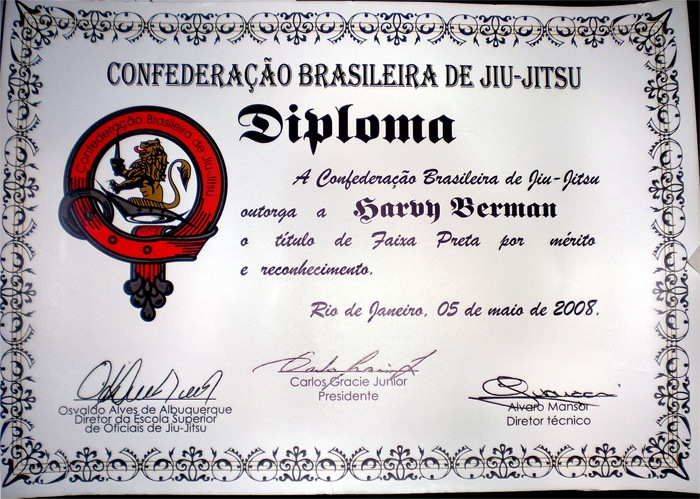 CONFEDERAÇÃO BRASILEIRA DE JIU-JITSU
Diploma
Confederação Brasileira de Jiu-Jitsu
A Confederação Brasileira de Jiu-Jitsu
outorga a Harvy Berman
o título de Faixa Preta por mérito
e reconhecimento.
Rio de Janeiro, 05 de maio de 2008.
Osvaldo Alves de Albuquerque
Diretor da Escola Superior
de Oficiais de Jiu-Jitsu
Carlos Gracie Junior
Presidente
Alvaro Mansor
Diretor técnico